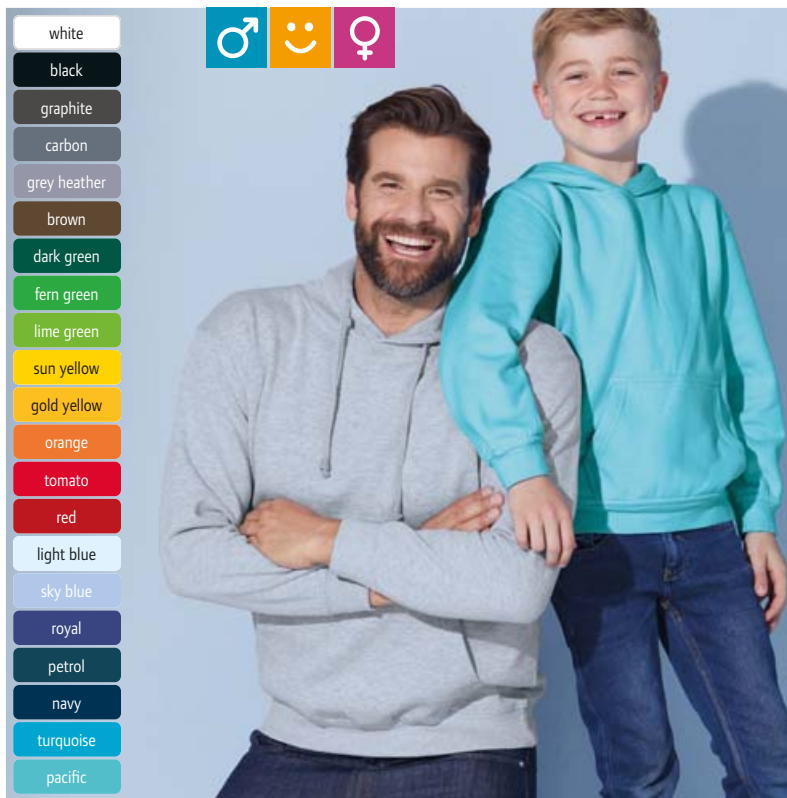 white
black
graphite
carbon
grey heather
brown
dark green
fern green
lime green
sun yellow
gold yellow
orange
tomato
red
light blue
sky blue
royal
petrol
navy
turquoise
pacific